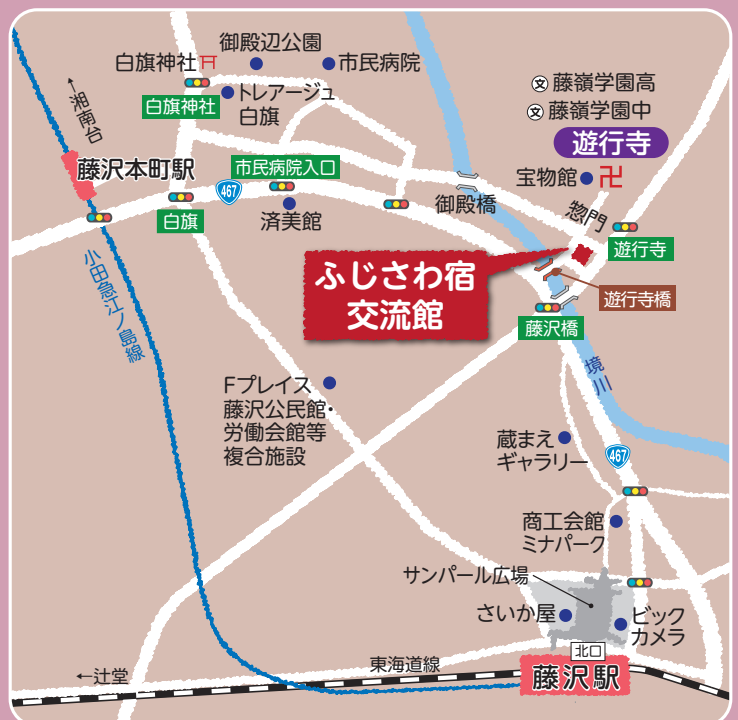 御殿辺公園
白旗神社
市民病院
トレアージュ
白旗
白旗神社
←湘南台
藤沢本町駅
市民病院入口
467
白旗
済美館
御殿橋
藤嶺学園高
藤嶺学園中
遊行寺
宝物館
惣門
遊行寺
ふじさわ宿
交流館
遊行寺橋
藤沢橋
小田急江ノ島線
境川
Fプレイス
藤沢公民館・
労働会館等
複合施設
蔵まえ
ギャラリー
467
商工会館
ミナパーク
サンパール広場
さいか屋
ビック
カメラ
北口
藤沢駅
東海道線
←辻堂